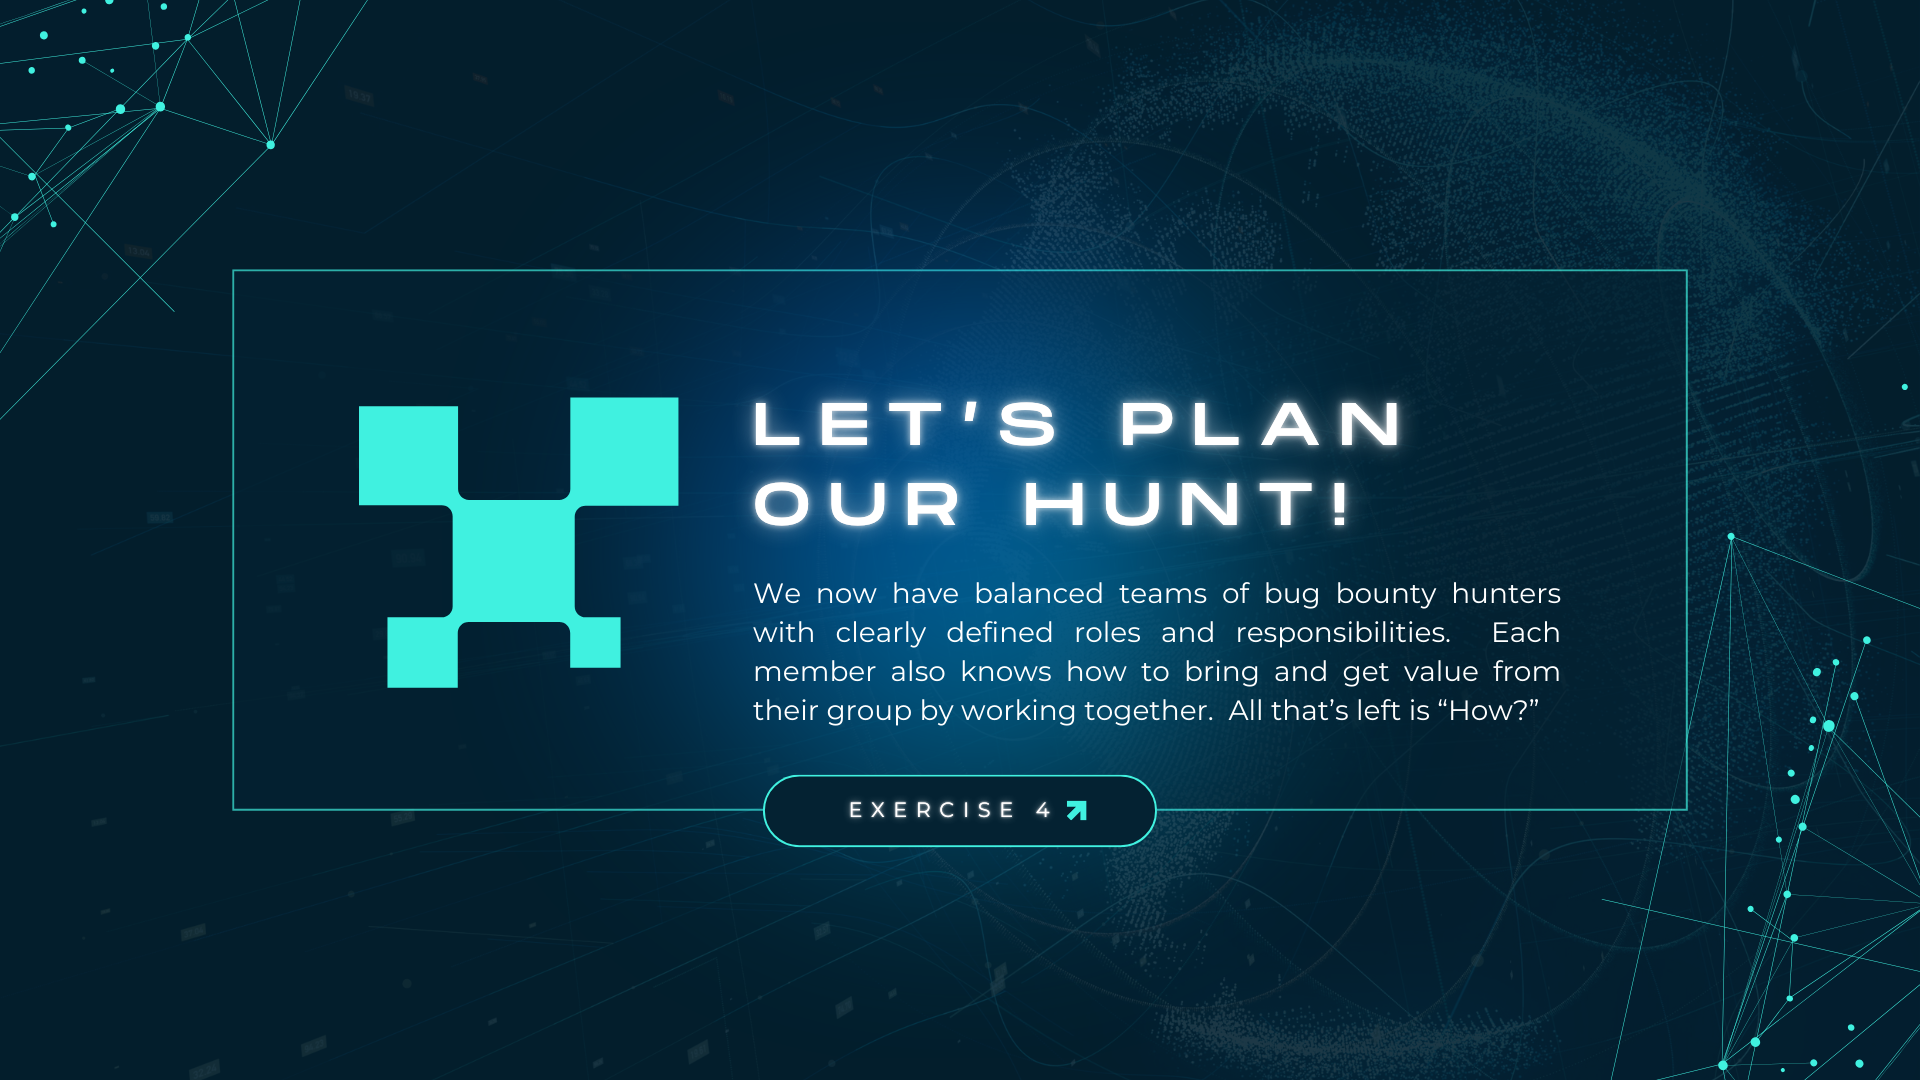 LET'S PLAN
OUR HUNT!
We now have balanced teams of bug bounty hunters
with clearly defined roles and responsibilities. Each
member also knows how to bring and get value from
their group by working together. All that’s left is “How?”
EXERCISE 4